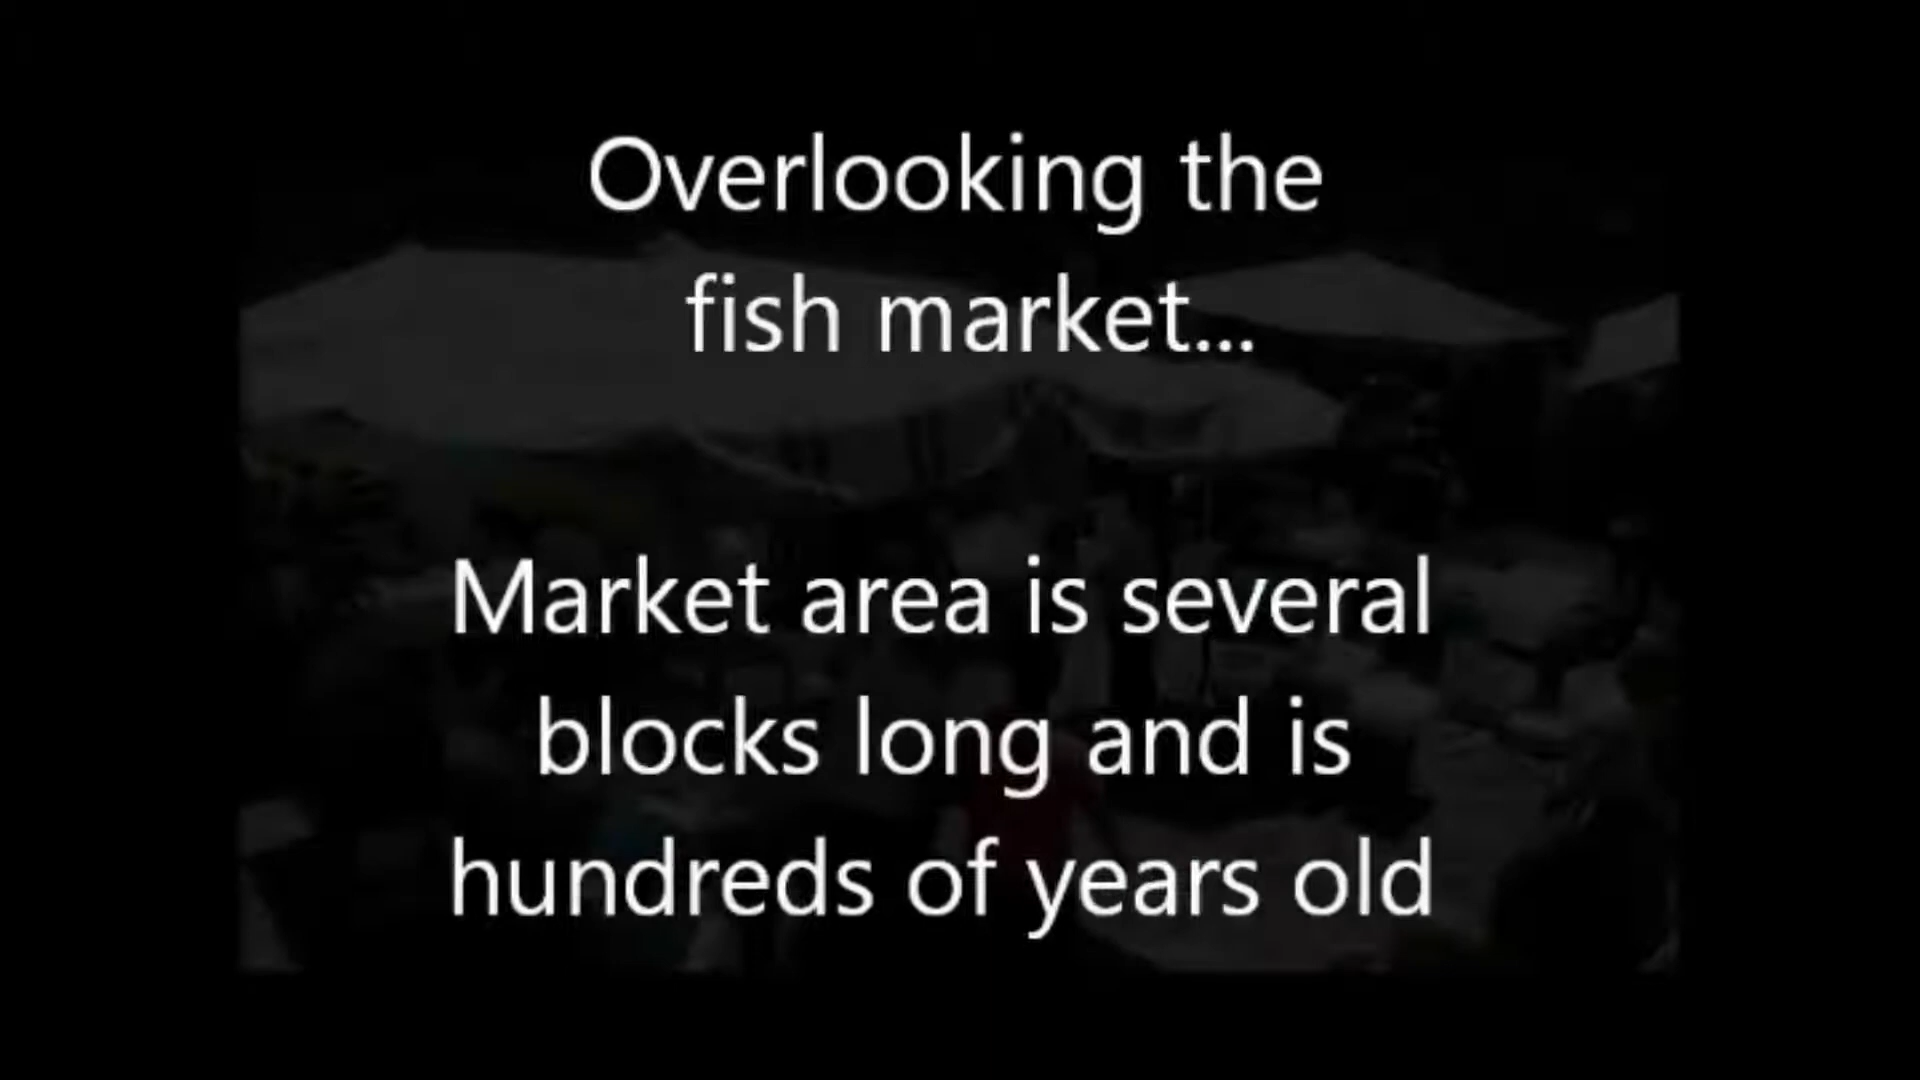 Overlooking the
fish market...
Market area is several
blocks long and is
hundreds of years old